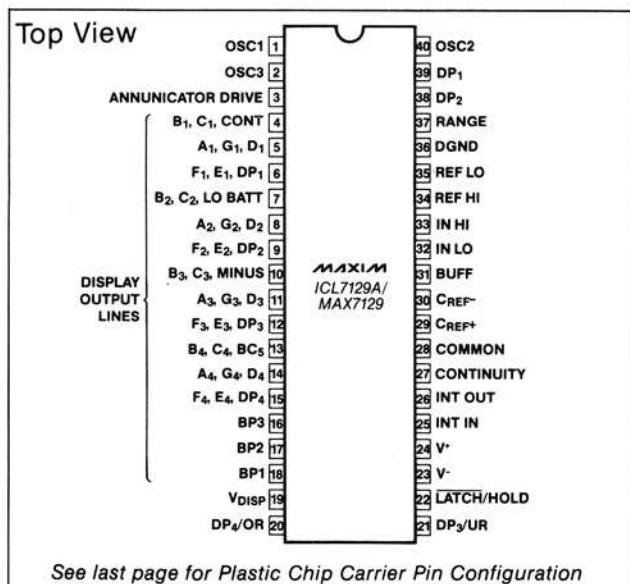 Top View
OSC1 1
OSC3 2
ANNUNICATOR DRIVE 3
B1, C1, CONT 4
A1, G1, D1 5
F1, E1, DP1 6
B2, C2, LO BATT 7
A2, G2, D2 8
F2, E2, DP2 9
B3, C3, MINUS 10
A3, G3, D3 11
F3, E3, DP3 12
B4, C4, BC5 13
A4, G4, D4 14
F4, E4, DP4 15
BP3 16
BP2 17
BP1 18
VDISP 19
DP4/OR 20
DISPLAY
OUTPUT
LINES
MAXIM
ICL7129A/
MAX7129
40 OSC2
39 DP1
38 DP2
37 RANGE
36 DGND
35 REF LO
34 REF HI
33 IN HI
32 IN LO
31 BUFF
30 CREF-
29 CREF+
28 COMMON
27 CONTINUITY
26 INT OUT
25 INT IN
24 V+
23 V-
22 LATCH/HOLD
21 DP3/UR
See last page for Plastic Chip Carrier Pin Configuration